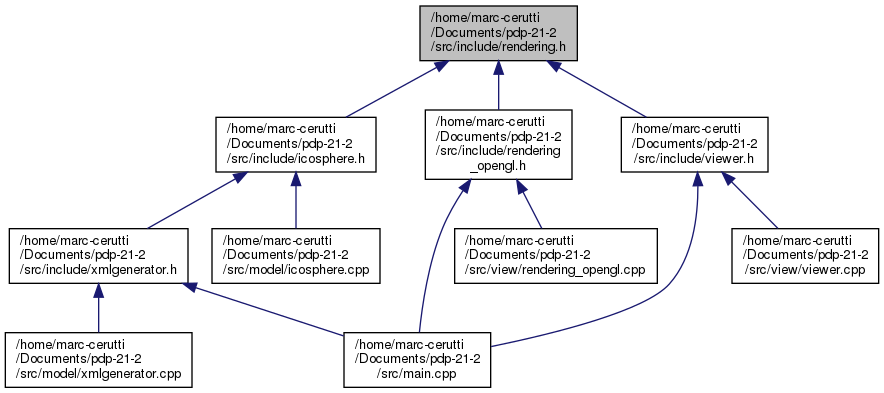 /home/marc-cerutti
/Documents/pdp-21-2
/src/include/rendering.h
/home/marc-cerutti
/Documents/pdp-21-2
/src/include/icosphere.h
/home/marc-cerutti
/Documents/pdp-21-2
/src/include/rendering
_opengl.h
/home/marc-cerutti
/Documents/pdp-21-2
/src/include/viewer.h
/home/marc-cerutti
/Documents/pdp-21-2
/src/include/xmlgenerator.h
/home/marc-cerutti
/Documents/pdp-21-2
/src/model/icosphere.cpp
/home/marc-cerutti
/Documents/pdp-21-2
/src/view/rendering_opengl.cpp
/home/marc-cerutti
/Documents/pdp-21-2
/src/view/viewer.cpp
/home/marc-cerutti
/Documents/pdp-21-2
/src/model/xmlgenerator.cpp
/home/marc-cerutti
/Documents/pdp-21-2
/src/main.cpp